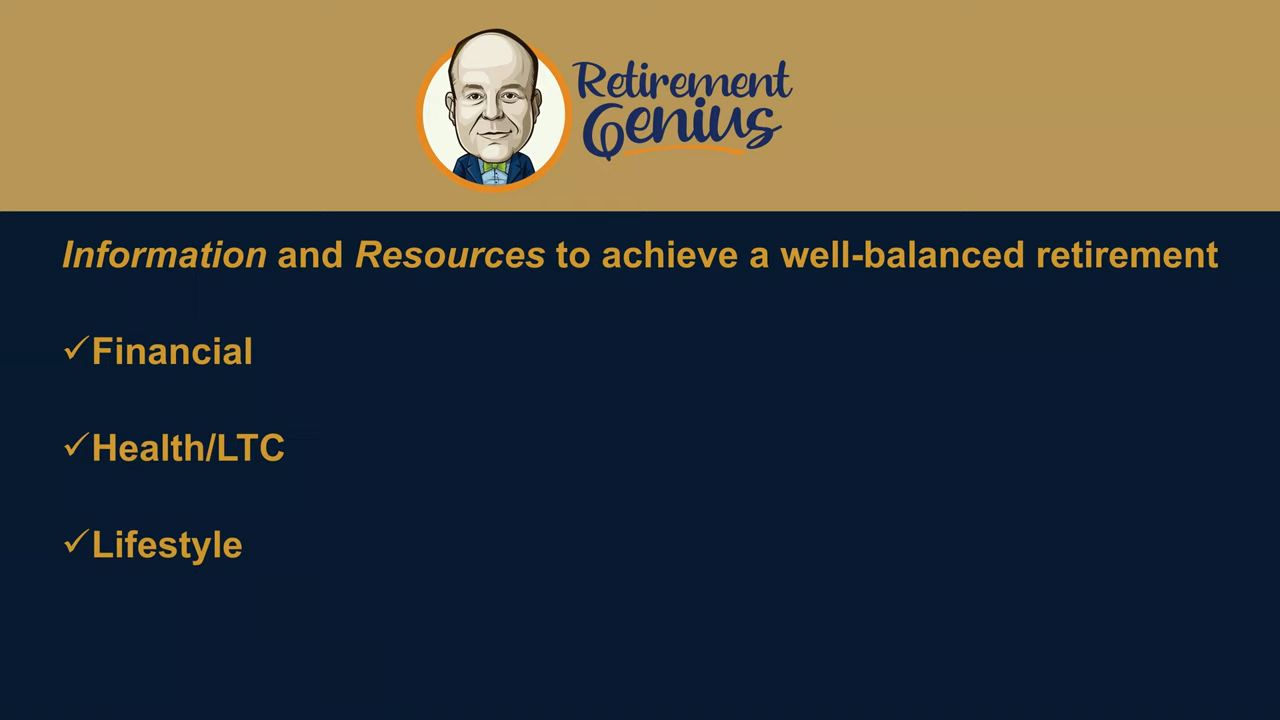 Retirement
Genius
Information and Resources to achieve a well-balanced retirement
✓Financial
✓Health/LTC
✓Lifestyle